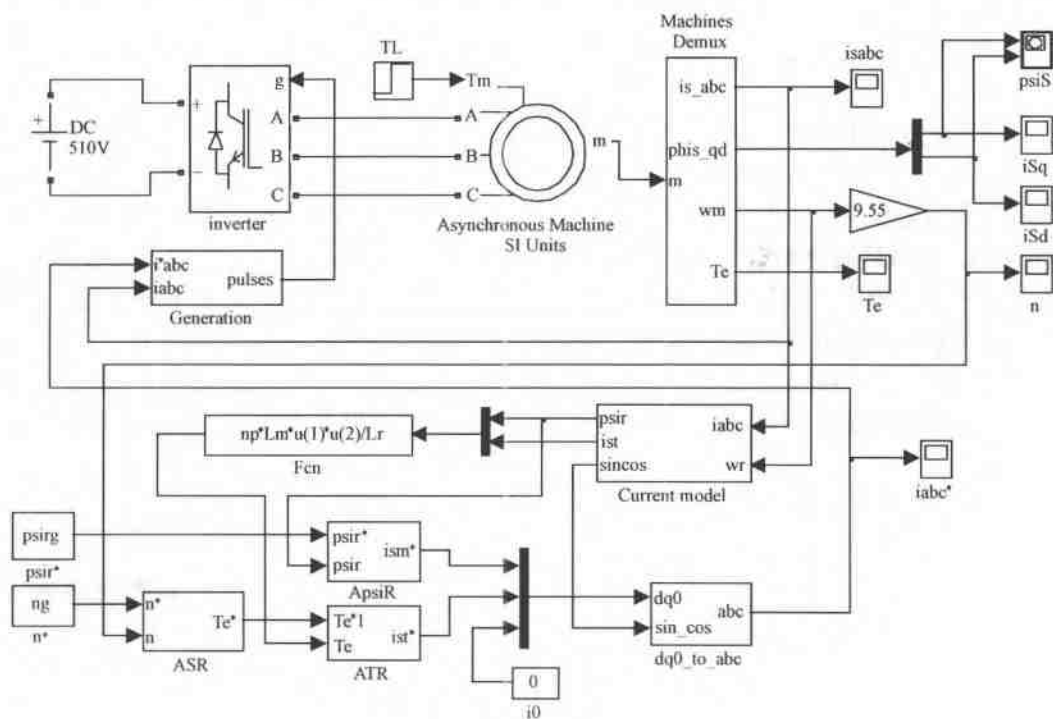 Machines
Demux
TL
isabc
psiS
g
Tm
is_abc
+
DC
510V
+
A
A
m
phis_qd
iSq
B
B
m
−
C
C
wm
9.55
iSd
inverter
Asynchronous Machine
SI Units
Te
Te
n
i*abc
iabc
pulses
Generation
np*Lm*u(1)*u(2)/Lr
Fcn
psir
ist
sincos
iabc
wr
Current model
iabc*
psirg
psir*
psir*
psir
ism*
ApsiR
ng
n*
n*
n
Te*
ASR
Te*1
Te
ist*
ATR
dq0
sin_cos
abc
dq0_to_abc
0
i0